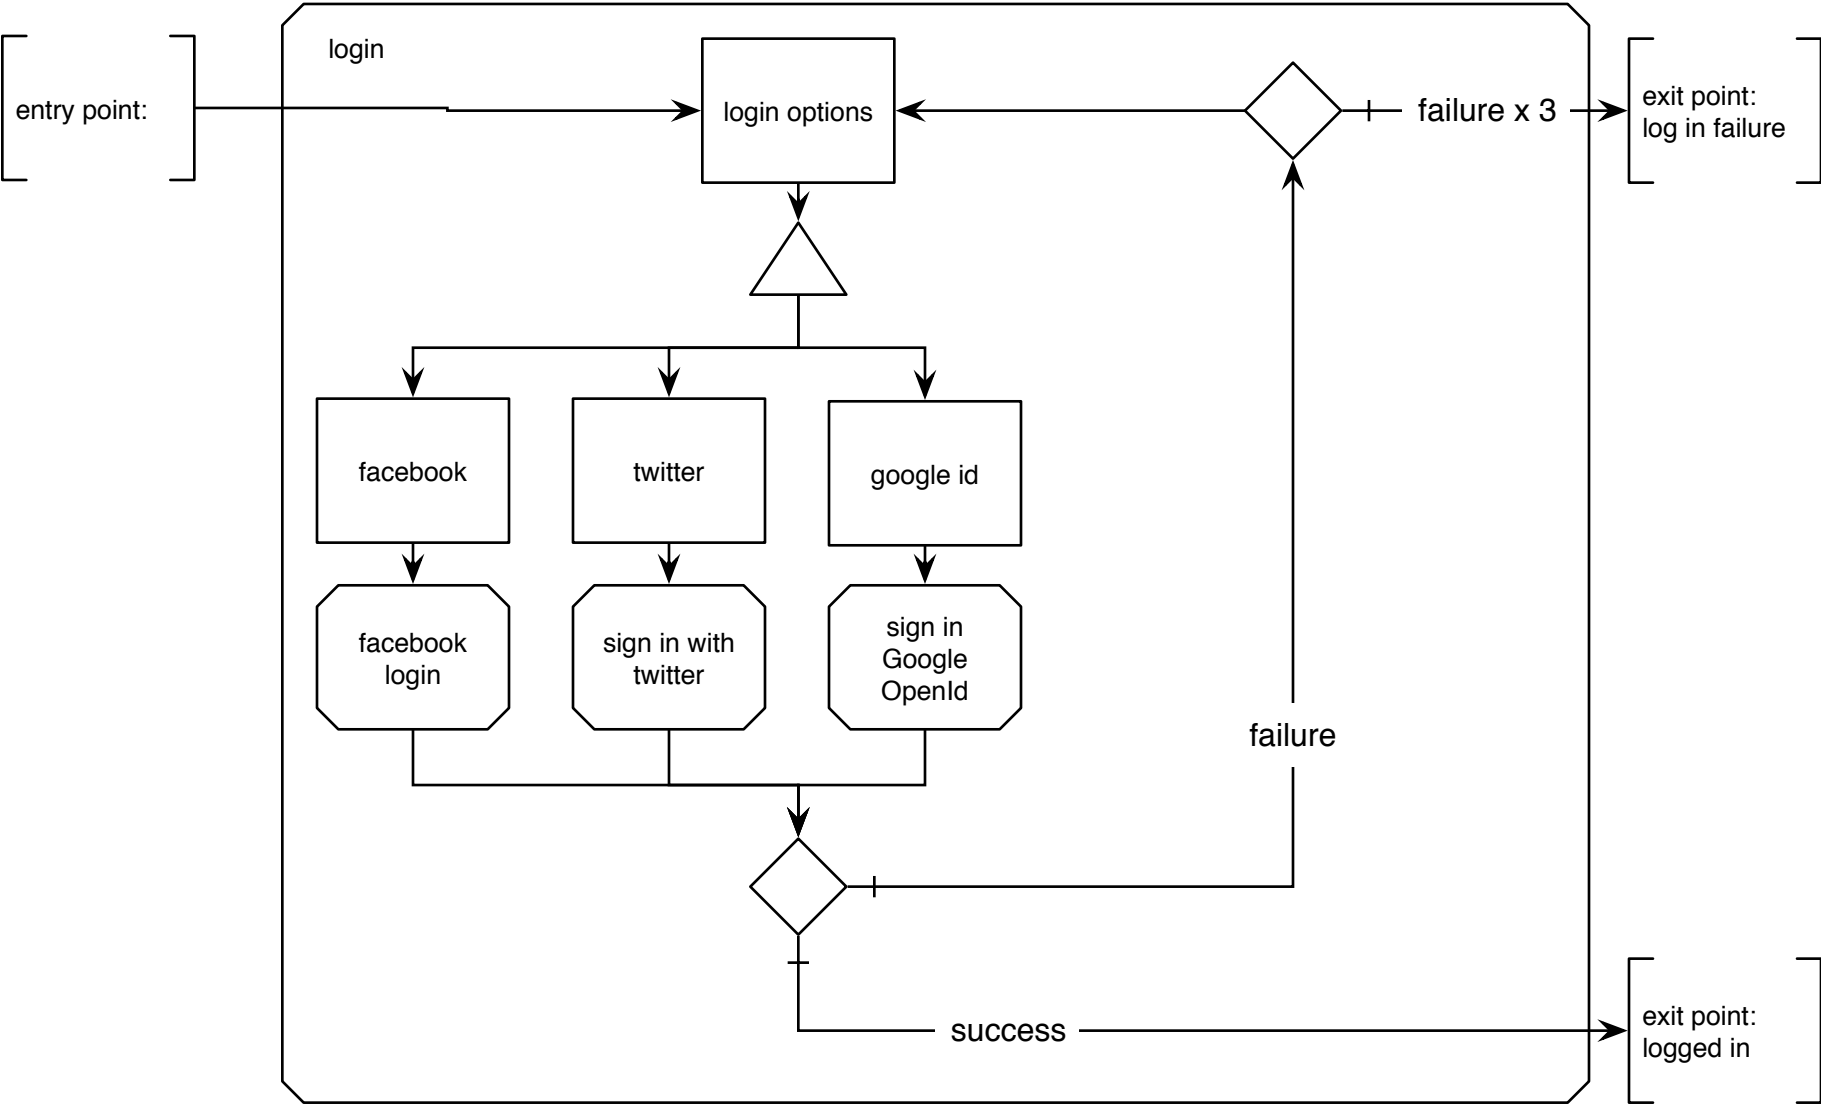 login
entry point:
login options
failure x 3
exit point:
log in failure
facebook
twitter
google id
facebook
login
sign in with
twitter
sign in
Google
OpenId
failure
success
exit point:
logged in